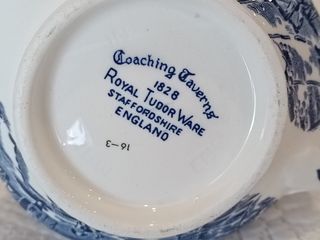 Coaching Taverns
1828
ROYAL TUDOR WARE
STAFFORDSHIRE
ENGLAND
16-3